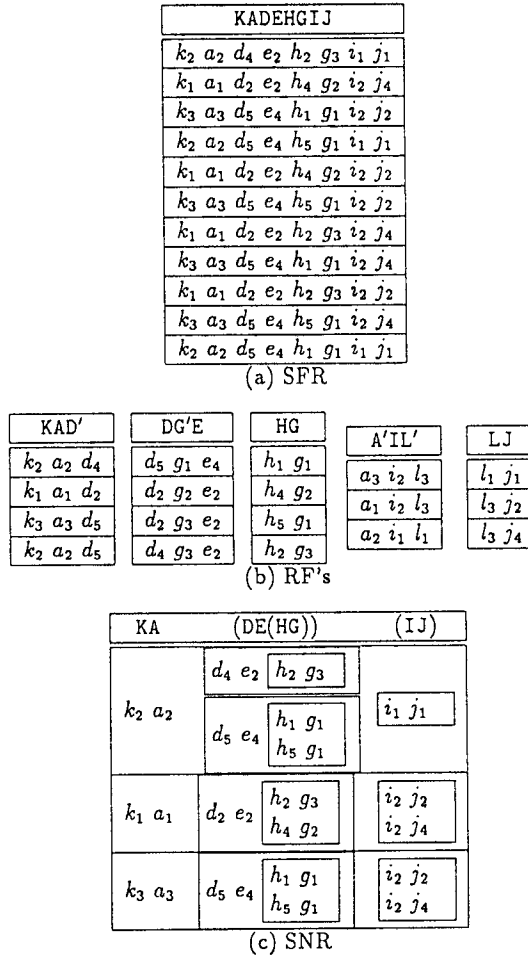 KADEHGIJ
k₂ a₂ d₄ e₂ h₂ g₃ i₁ j₁
k₁ a₁ d₂ e₂ h₄ g₂ i₂ j₄
k₃ a₃ d₅ e₄ h₁ g₁ i₂ j₂
k₂ a₂ d₅ e₄ h₅ g₁ i₁ j₁
k₁ a₁ d₂ e₂ h₄ g₂ i₂ j₂
k₃ a₃ d₅ e₄ h₅ g₁ i₂ j₂
k₁ a₁ d₂ e₂ h₂ g₃ i₂ j₄
k₃ a₃ d₅ e₄ h₁ g₁ i₂ j₄
k₁ a₁ d₂ e₂ h₂ g₃ i₂ j₂
k₃ a₃ d₅ e₄ h₅ g₁ i₂ j₄
k₂ a₂ d₅ e₄ h₁ g₁ i₁ j₁
(a) SFR
KAD'
k₂ a₂ d₄
k₁ a₁ d₂
k₃ a₃ d₅
k₂ a₂ d₅
DG'E
d₅ g₁ e₄
d₂ g₂ e₂
d₂ g₃ e₂
d₄ g₃ e₂
HG
h₁ g₁
h₄ g₂
h₅ g₁
h₂ g₃
A'IL'
a₃ i₂ l₃
a₁ i₂ l₃
a₂ i₁ l₁
LJ
l₁ j₁
l₃ j₂
l₃ j₄
(b) RF's
KA (DE(HG)) (IJ)
k₂ a₂
d₄ e₂ h₂ g₃
d₅ e₄
h₁ g₁
h₅ g₁
i₁ j₁
k₁ a₁
d₂ e₂
h₂ g₃
h₄ g₂
i₂ j₂
i₂ j₄
k₃ a₃
d₅ e₄
h₁ g₁
h₅ g₁
i₂ j₂
i₂ j₄
(c) SNR